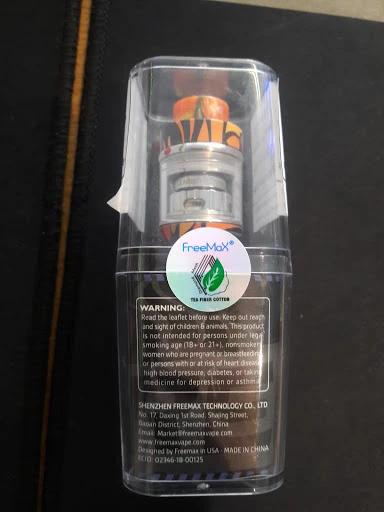 FreeMaX®
TEA FIBER COTTON
WARNING:
Read the leaflet before use. Keep out reach
and sight of children & animals. This product
is not intended for persons under legal
smoking age (18+ or 21+), nonsmokers,
women who are pregnant or breastfeeding,
or persons with or at risk of heart disease,
high blood pressure, diabetes, or taking
medicine for depression or asthma.
SHENZHEN FREEMAX TECHNOLOGY CO., LTD
No. 17, Daxing 1st Road, Shajing Street,
Baoan District, Shenzhen, China
Email: Market@freemaxvape.com
www.freemaxvape.com
Designed by Freemax in USA · MADE IN CHINA
ECID: 02346-18-00125